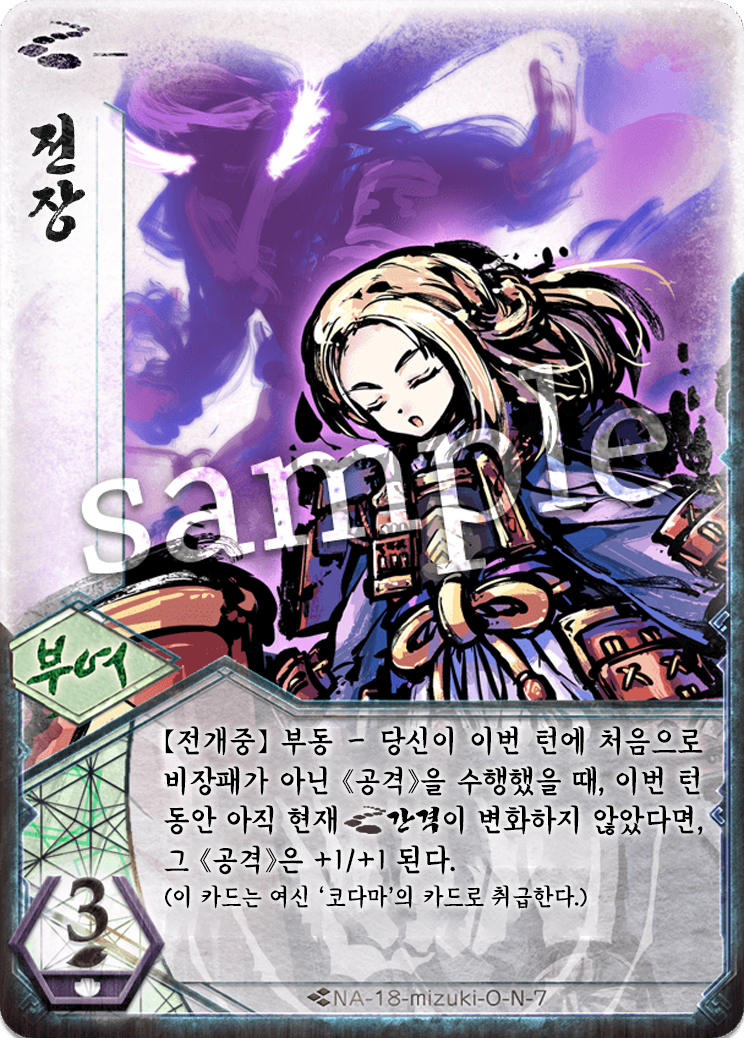 전장
sample
부여
【전개중】 부동 - 당신이 이번 턴에 처음으로
비장패가 아닌 《공격》을 수행했을 때, 이번 턴
동안 아직 현재 간격이 변화하지 않았다면,
그 《공격》은 +1/+1 된다.
(이 카드는 여신 ‘코다마’의 카드로 취급한다.)
3
NA-18-mizuki-O-N-7